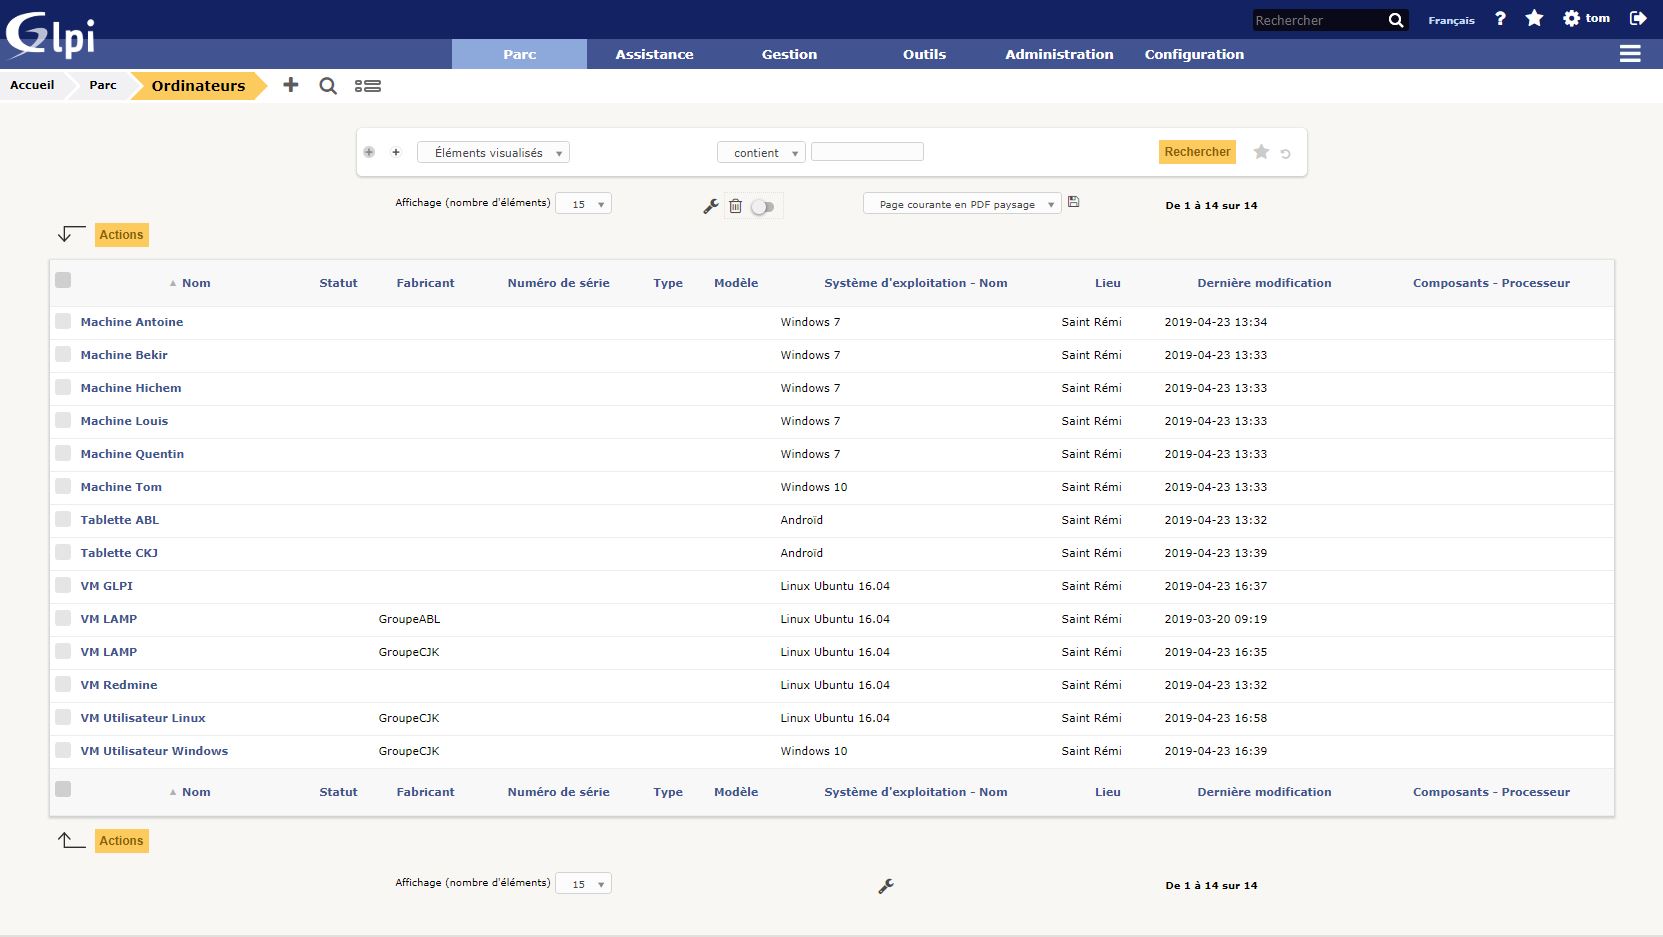 Glpi
Rechercher Français ? tom
Parc Assistance Gestion Outils Administration Configuration
Accueil Parc Ordinateurs
Éléments visualisés contient Rechercher
Affichage (nombre d'éléments) 15 Page courante en PDF paysage De 1 à 14 sur 14
Actions
Nom Statut Fabricant Numéro de série Type Modèle Système d'exploitation - Nom Lieu Dernière modification Composants - Processeur
Machine Antoine Windows 7 Saint Rémi 2019-04-23 13:34
Machine Bekir Windows 7 Saint Rémi 2019-04-23 13:33
Machine Hichem Windows 7 Saint Rémi 2019-04-23 13:33
Machine Louis Windows 7 Saint Rémi 2019-04-23 13:33
Machine Quentin Windows 7 Saint Rémi 2019-04-23 13:33
Machine Tom Windows 10 Saint Rémi 2019-04-23 13:33
Tablette ABL Androïd Saint Rémi 2019-04-23 13:32
Tablette CKJ Androïd Saint Rémi 2019-04-23 13:39
VM GLPI Linux Ubuntu 16.04 Saint Rémi 2019-04-23 16:37
VM LAMP GroupeABL Linux Ubuntu 16.04 Saint Rémi 2019-03-20 09:19
VM LAMP GroupeCJK Linux Ubuntu 16.04 Saint Rémi 2019-04-23 16:35
VM Redmine Linux Ubuntu 16.04 Saint Rémi 2019-04-23 13:32
VM Utilisateur Linux GroupeCJK Linux Ubuntu 16.04 Saint Rémi 2019-04-23 16:58
VM Utilisateur Windows GroupeCJK Windows 10 Saint Rémi 2019-04-23 16:39
Nom Statut Fabricant Numéro de série Type Modèle Système d'exploitation - Nom Lieu Dernière modification Composants - Processeur
Actions
Affichage (nombre d'éléments) 15 De 1 à 14 sur 14